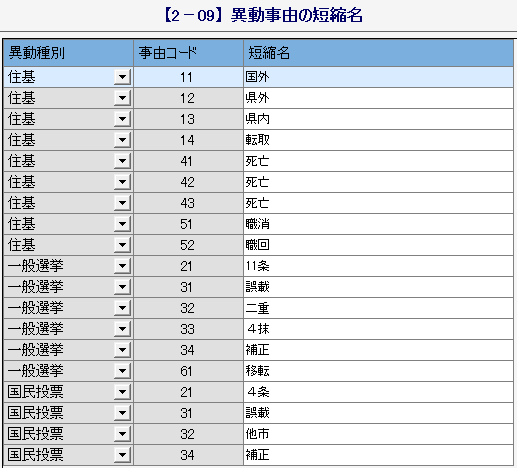 【2－09】異動事由の短縮名
異動種別 事由コード 短縮名
住基 11 国外
住基 12 県外
住基 13 県内
住基 14 転取
住基 41 死亡
住基 42 死亡
住基 43 死亡
住基 51 職消
住基 52 職回
一般選挙 21 11条
一般選挙 31 誤載
一般選挙 32 二重
一般選挙 33 4抹
一般選挙 34 補正
一般選挙 61 移転
国民投票 21 4条
国民投票 31 誤載
国民投票 32 他市
国民投票 34 補正